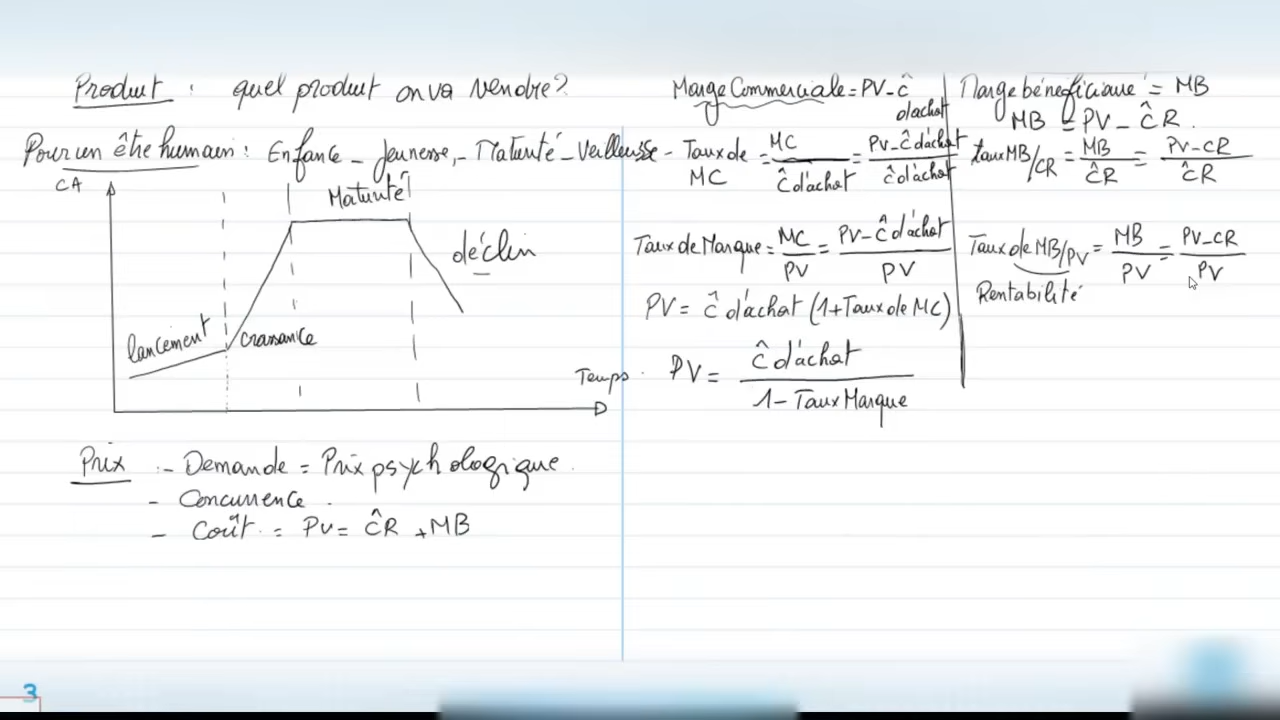 Produit : quel produit on va vendre?
Pour un être humain : Enfance - Jeunesse - Maturité - Veilleusse -
CA
Maturité
déclin
lancement
craissance
Temps
Prix :- Demande = Prix psychologique.
- Concurrence.
- Coût. = PV = ĈR + MB
Marge Commerciale = PV - ĉ d'achat
Taux de MC = MC / ĉ d'achat = PV - ĉ d'achat / ĉ d'achat
Taux de Marque = MC / PV = PV - ĉ d'achat / PV
PV = ĉ d'achat (1 + Taux de MC)
PV = ĉ d'achat / 1 - Taux Marque
Marge bénéficiaire = MB
MB = PV - ĈR.
taux MB/CR = MB / ĈR = PV - CR / ĈR
Taux de MB/PV = MB / PV = PV - CR / PV
Rentabilité
3